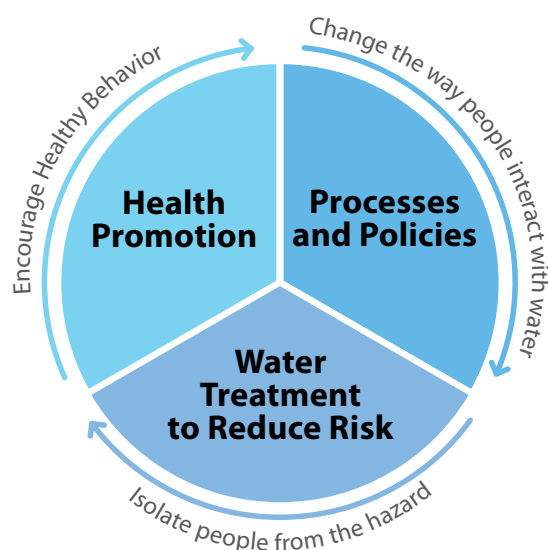 Encourage Healthy Behavior
Change the way people interact with water
Health
Promotion
Processes
and Policies
Water
Treatment
to Reduce Risk
Isolate people from the hazard